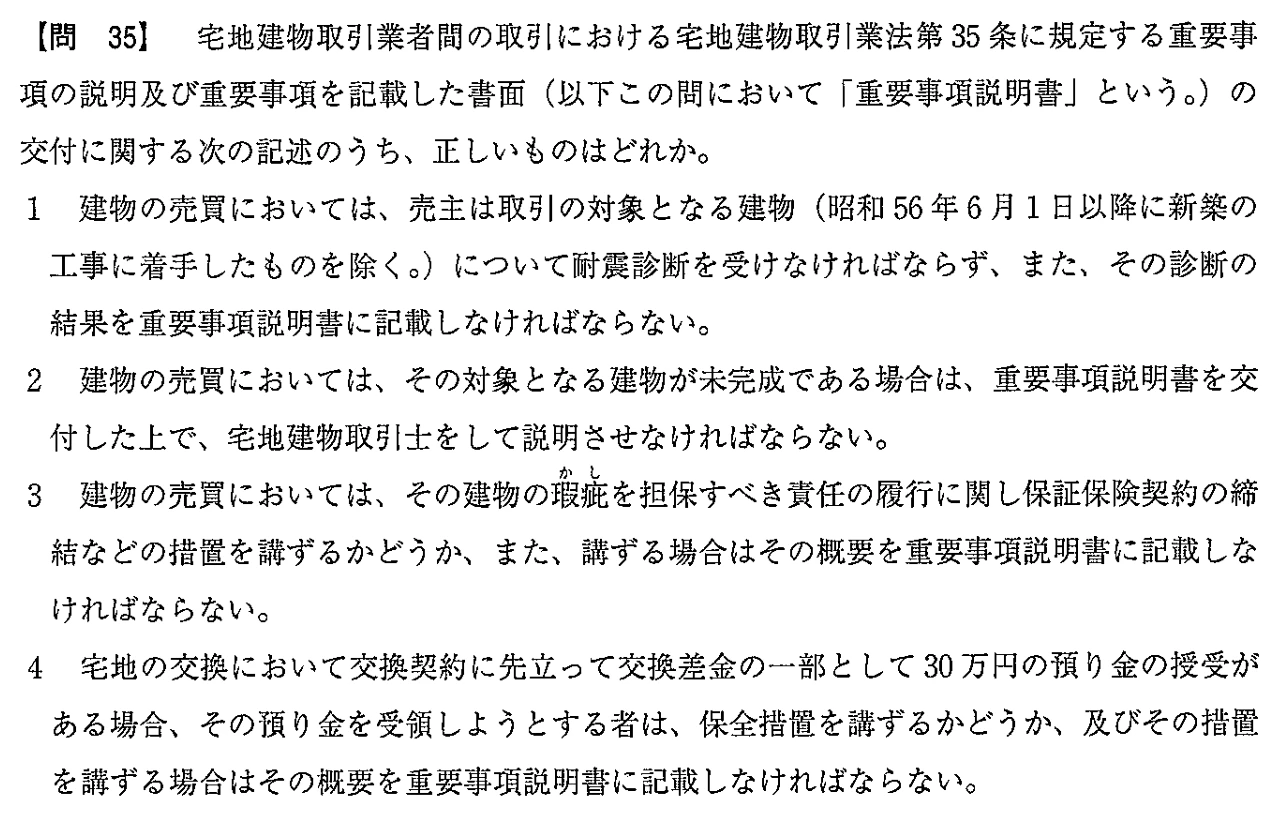 【問 35】 宅地建物取引業者間の取引における宅地建物取引業法第35条に規定する重要事
項の説明及び重要事項を記載した書面（以下この問において「重要事項説明書」という。）の
交付に関する次の記述のうち、正しいものはどれか。
1 建物の売買においては、売主は取引の対象となる建物（昭和56年6月1日以降に新築の
工事に着手したものを除く。）について耐震診断を受けなければならず、また、その診断の
結果を重要事項説明書に記載しなければならない。
2 建物の売買においては、その対象となる建物が未完成である場合は、重要事項説明書を交
付した上で、宅地建物取引士をして説明させなければならない。
かし
3 建物の売買においては、その建物の瑕疵を担保すべき責任の履行に関し保証保険契約の締
結などの措置を講ずるかどうか、また、講ずる場合はその概要を重要事項説明書に記載しな
ければならない。
4 宅地の交換において交換契約に先立って交換差金の一部として30万円の預り金の授受が
ある場合、その預り金を受領しようとする者は、保全措置を講ずるかどうか、及びその措置
を講ずる場合はその概要を重要事項説明書に記載しなければならない。